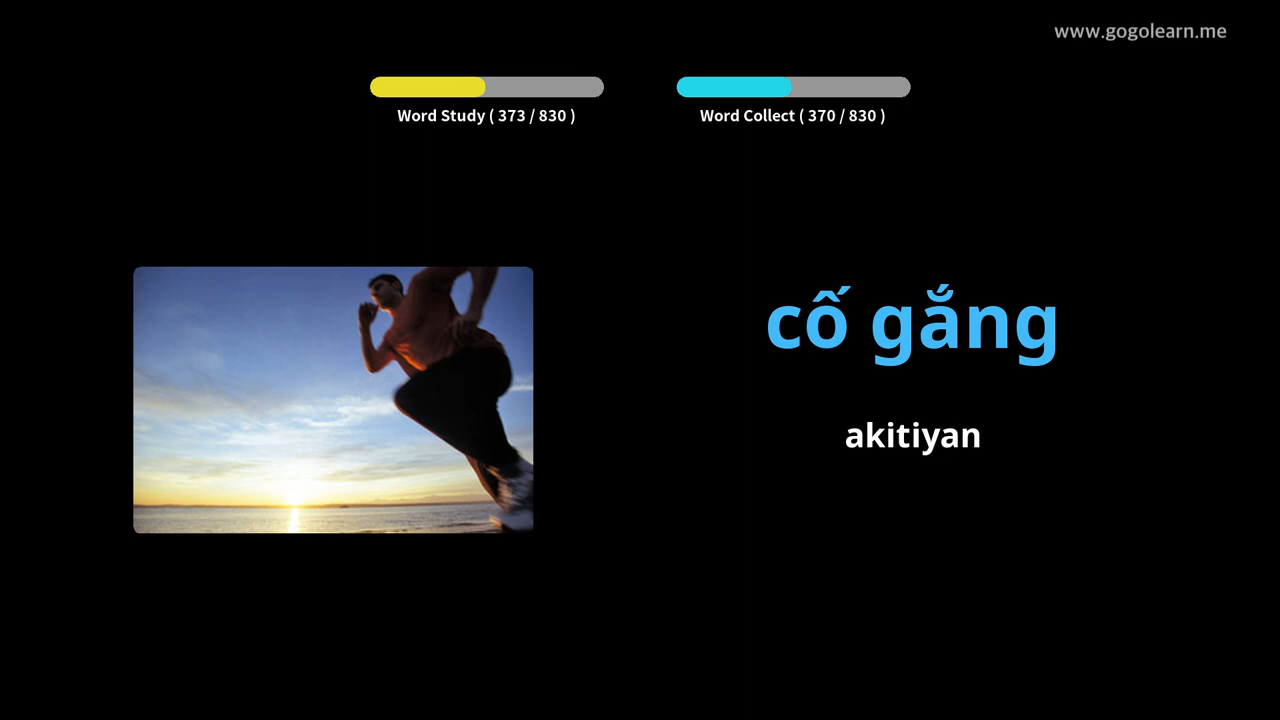 www.gogolearn.me
Word Study ( 373 / 830 )
Word Collect ( 370 / 830 )
cố gắng
akitiyan